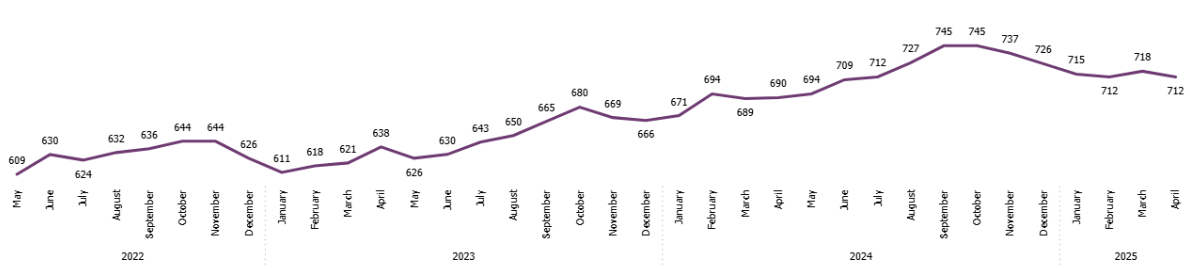 745 745
737
727 726
709 712 715 718
694 690 694 712 712
680 689
665 669 671
643 650 666
630 632 636 644 644 638 630
609 624 626 611 618 621 626
May June July August September October November December January February March April May June July August September October November December January February March April May June July August September October November December January February March April
2022 2023 2024 2025